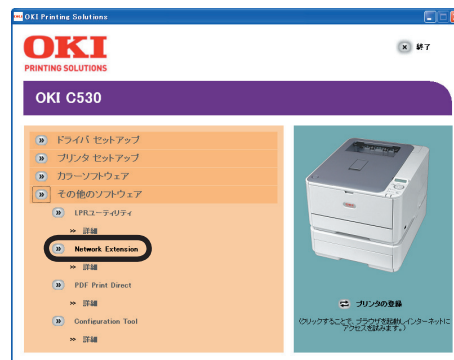 OKI Printing Solutions
OKI
PRINTING SOLUTIONS
終了
OKI C530
ドライバ セットアップ
プリンタ セットアップ
カラーソフトウェア
その他のソフトウェア
LPRユーティリティ
詳細
Network Extension
詳細
PDF Print Direct
詳細
Configuration Tool
詳細
プリンタの登録
(クリックすることで、ブラウザを起動しインターネットに
アクセスを試みます。)